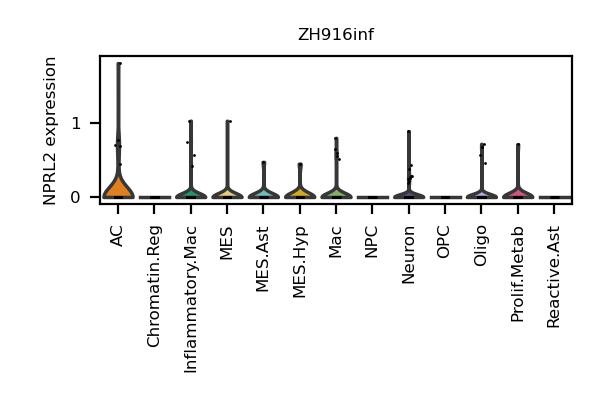 ZH916inf
NPRL2 expression
1
0
AC
Chromatin.Reg
Inflammatory.Mac
MES
MES.Ast
MES.Hyp
Mac
NPC
Neuron
OPC
Oligo
Prolif.Metab
Reactive.Ast